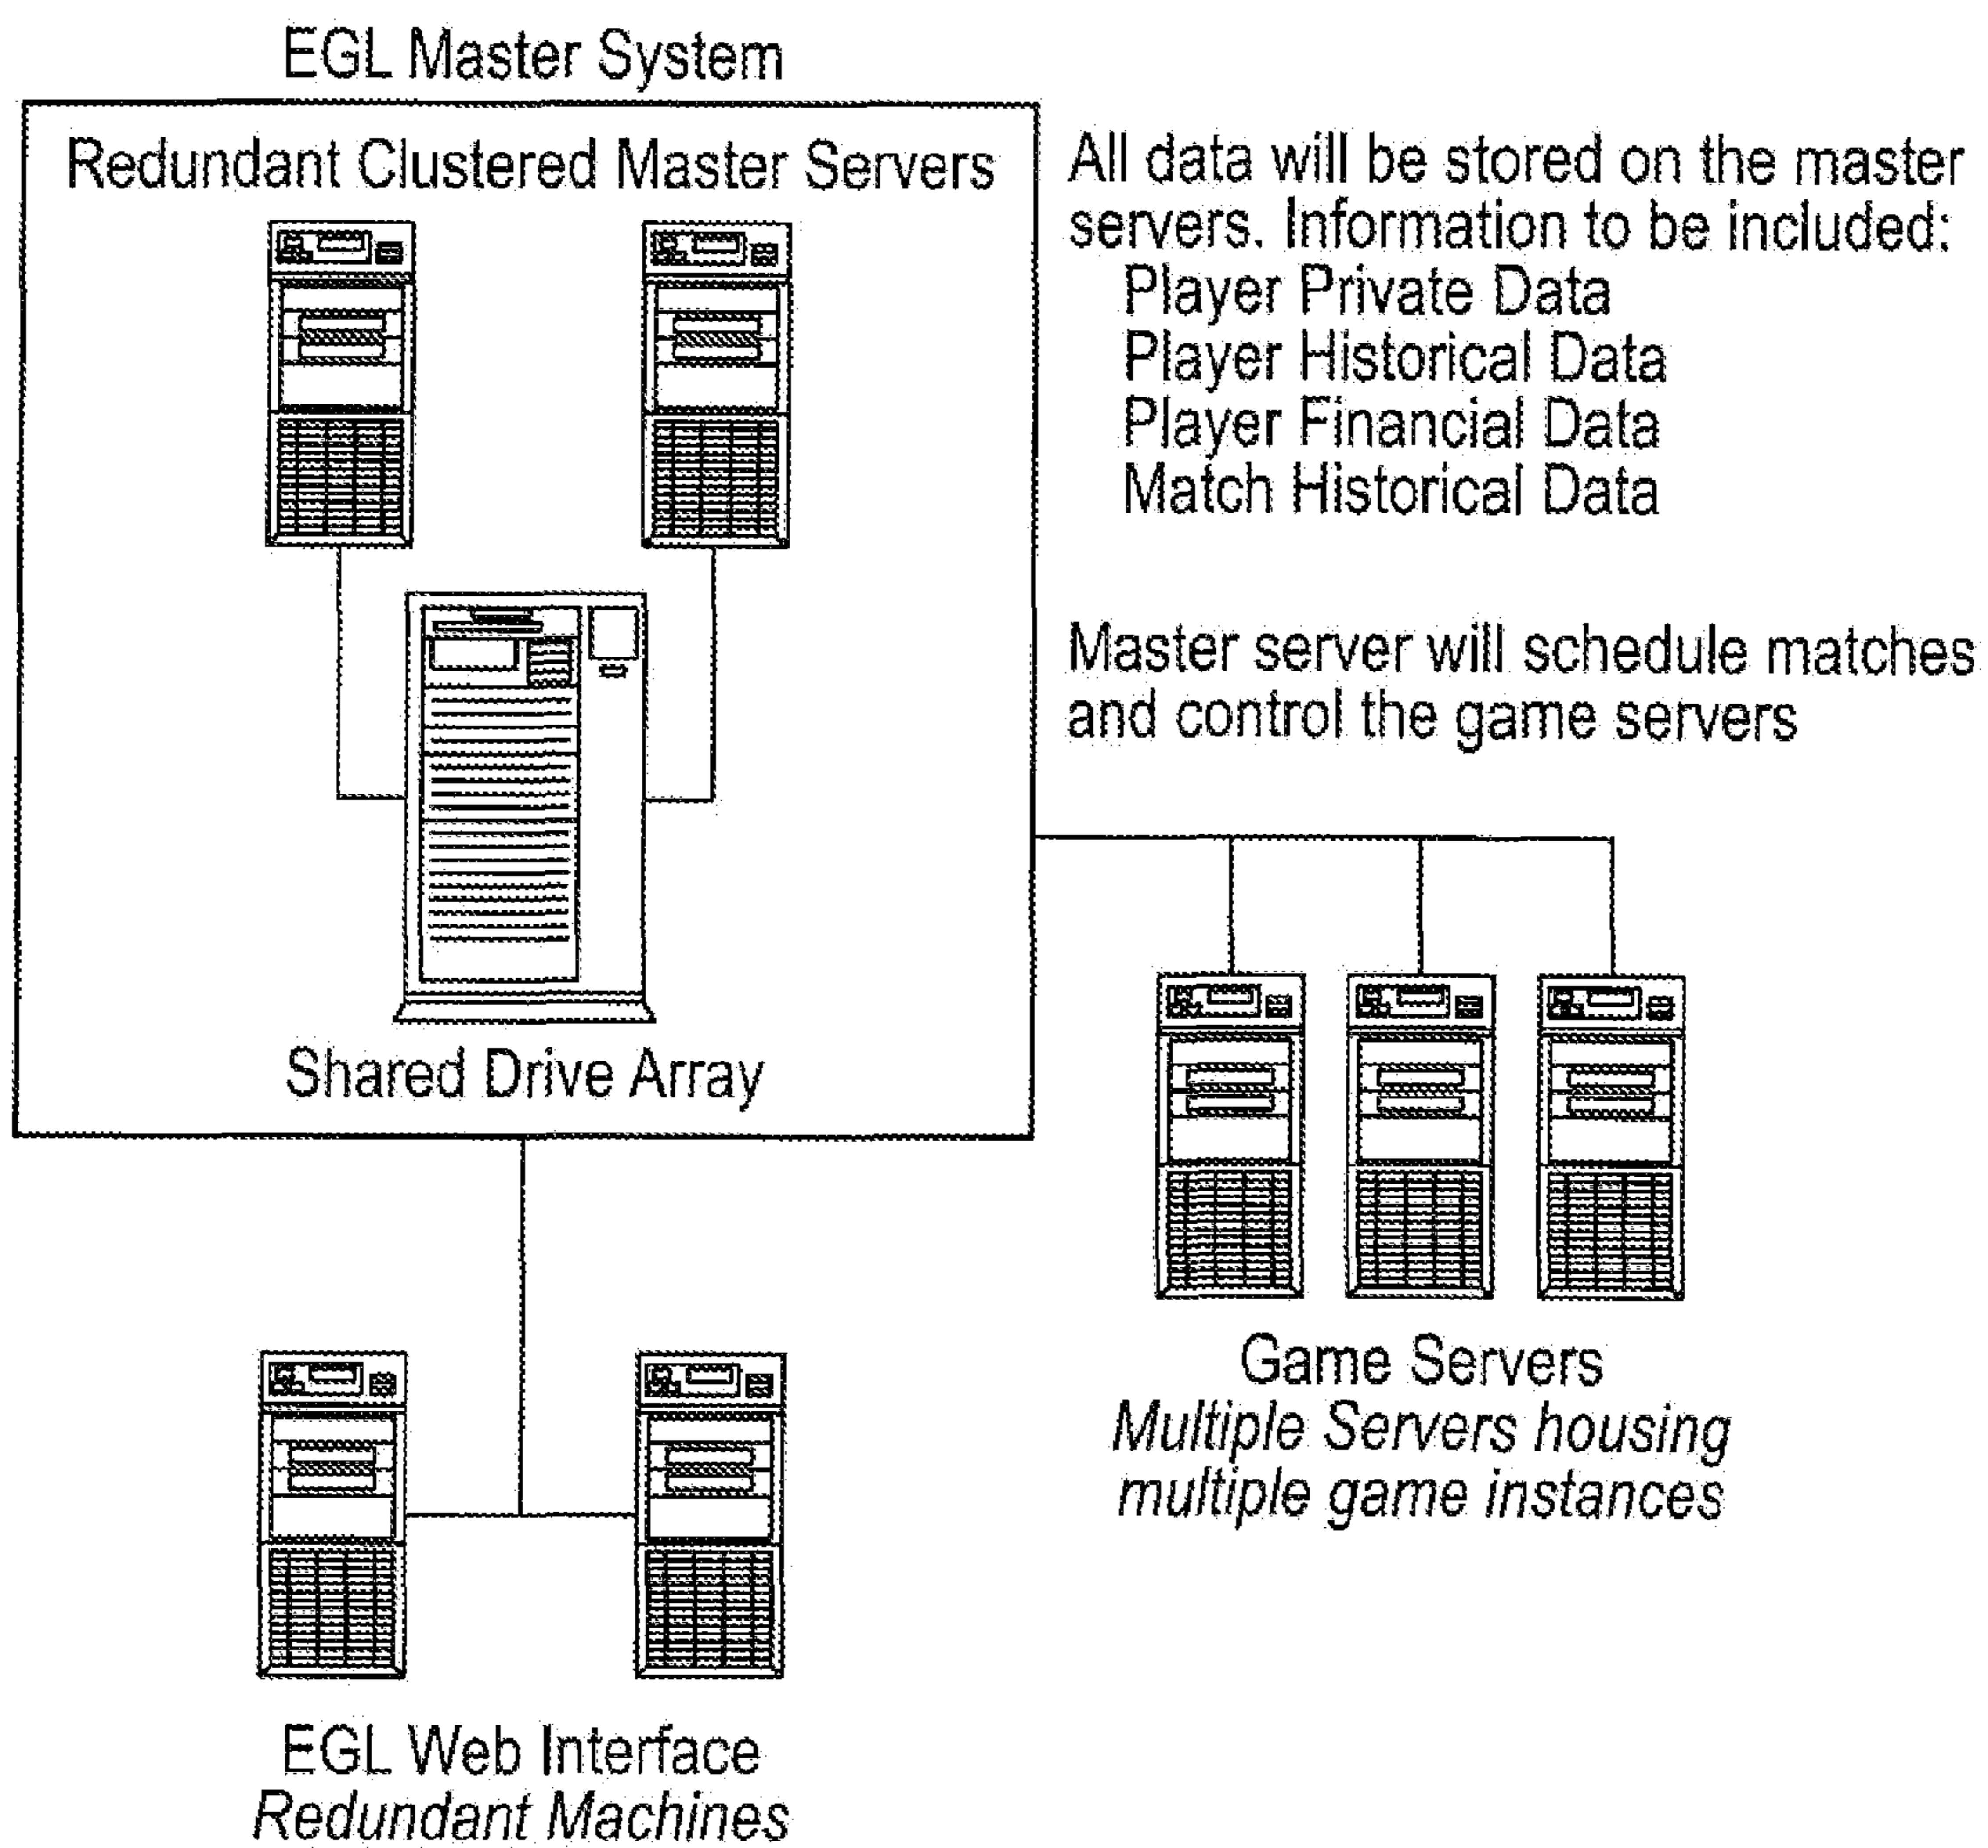 EGL Master System
Redundant Clustered Master Servers
Shared Drive Array
All data will be stored on the master
servers. Information to be included:
Player Private Data
Player Historical Data
Player Financial Data
Match Historical Data
Master server will schedule matches
and control the game servers
Game Servers
Multiple Servers housing
multiple game instances
EGL Web Interface
Redundant Machines